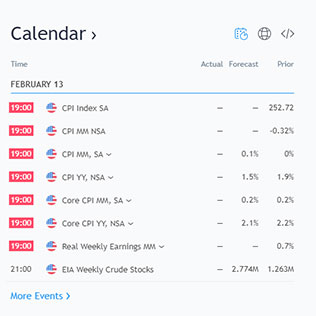 Calendar ›
Time Actual Forecast Prior
FEBRUARY 13
19:00 CPI Index SA — — 252.72
19:00 CPI MM NSA — — -0.32%
19:00 CPI MM, SA — 0.1% 0%
19:00 CPI YY, NSA — 1.5% 1.9%
19:00 Core CPI MM, SA — 0.2% 0.2%
19:00 Core CPI YY, NSA — 2.1% 2.2%
19:00 Real Weekly Earnings MM — — 0.7%
21:00 EIA Weekly Crude Stocks — 2.774M 1.263M
More Events ›